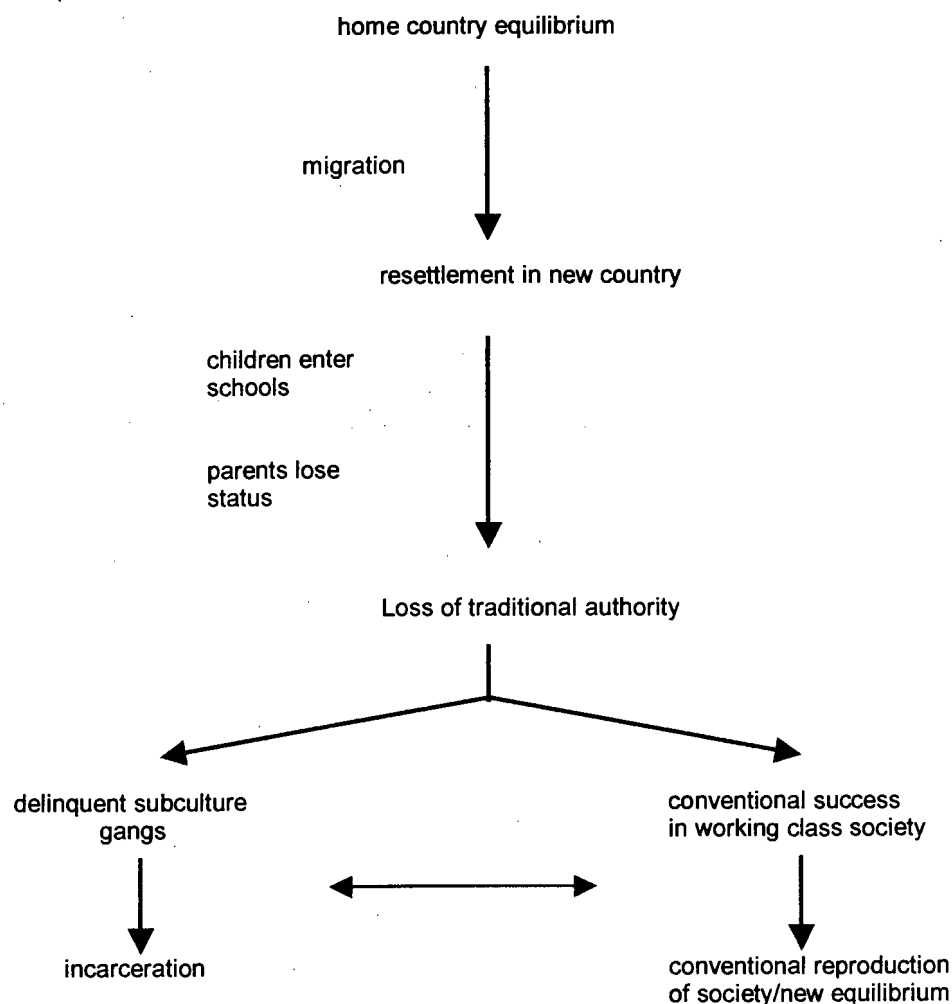 home country equilibrium
migration
resettlement in new country
children enter
schools
parents lose
status
Loss of traditional authority
delinquent subculture
gangs
conventional success
in working class society
incarceration
conventional reproduction
of society/new equilibrium